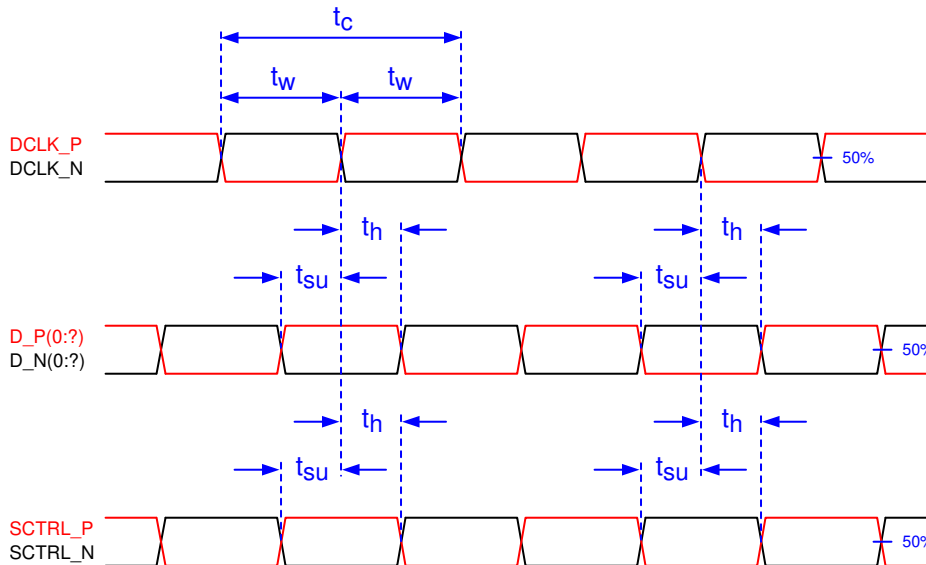 tc
tw tw
DCLK_P
DCLK_N
50%
th th
tsu tsu
D_P(0:?)
D_N(0:?)
50%
th th
tsu tsu
SCTRL_P
SCTRL_N
50%